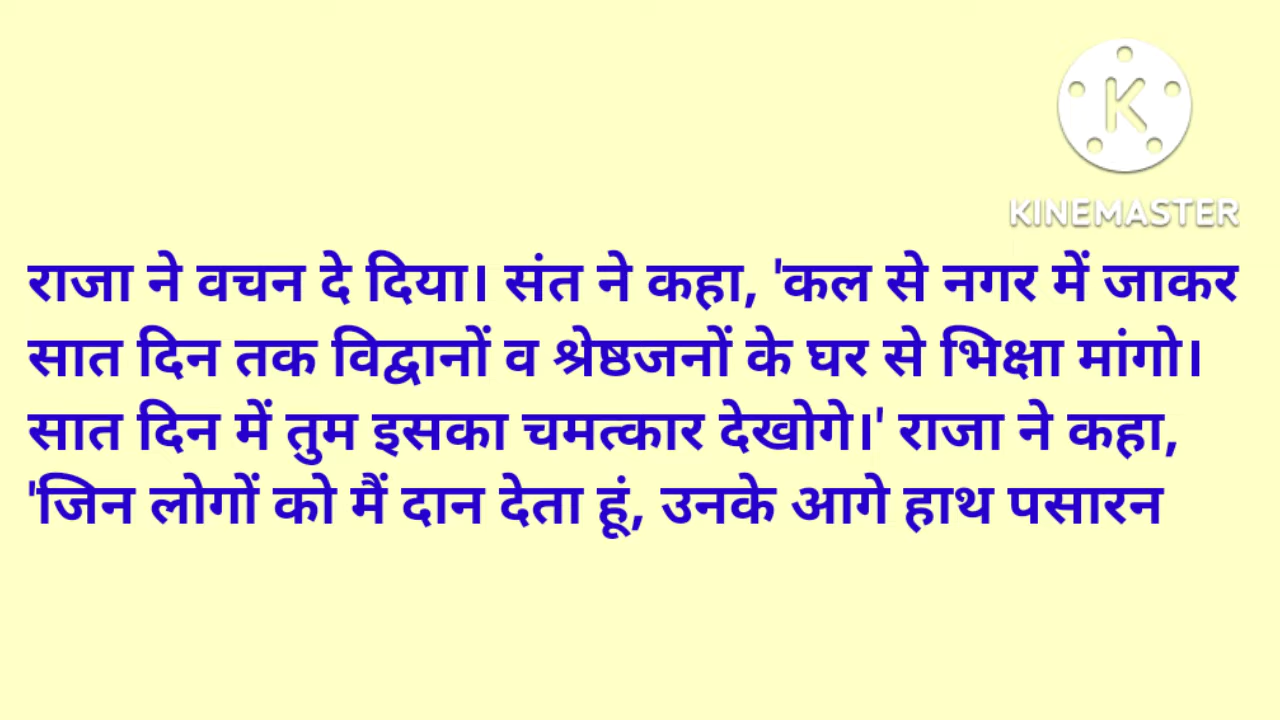 KINEMASTER
राजा ने वचन दे दिया। संत ने कहा, 'कल से नगर में जाकर
सात दिन तक विद्वानों व श्रेष्ठजनों के घर से भिक्षा मांगो।
सात दिन में तुम इसका चमत्कार देखोगे।' राजा ने कहा,
'जिन लोगों को मैं दान देता हूं, उनके आगे हाथ पसारन